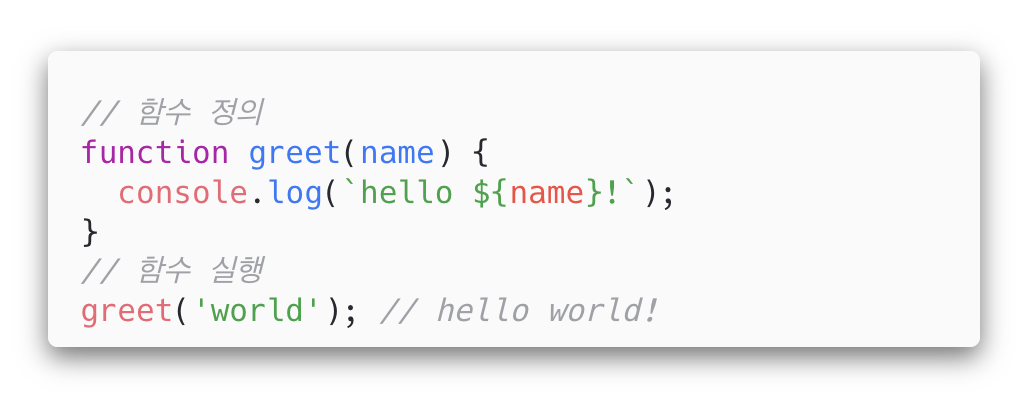 // 함수 정의
function greet(name) {
  console.log(`hello ${name}!`);
}
// 함수 실행
greet('world'); // hello world!